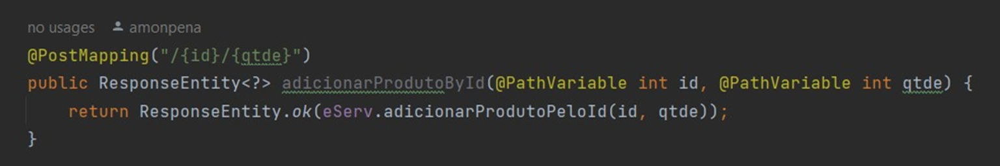 no usages amonpena
@PostMapping("/{id}/{qtde}")
public ResponseEntity<?> adicionarProdutoById(@PathVariable int id, @PathVariable int qtde) {
    return ResponseEntity.ok(eServ.adicionarProdutoPeloId(id, qtde));
}